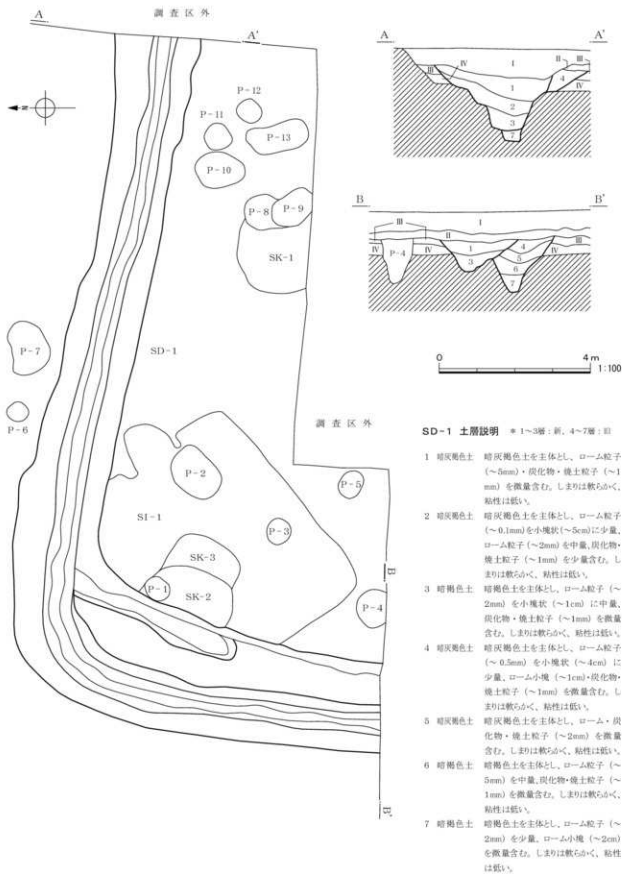 調査区外
A
A'
N
P-12
P-11
P-13
P-10
P-8
P-9
SK-1
P-7
SD-1
P-6
調査区外
P-2
P-5
SI-1
P-3
SK-3
B
P-1
SK-2
P-4
B'
A
A'
I
II
III
III
IV
4
IV
1
2
3
7
B
B'
III
I
II
IV
P-4
IV
1
3
4
5
6
7
III
IV
0
4m
1:100
SD-1 土層説明 * 1~3層:新、4~7層:旧
1 暗灰褐色土 暗灰褐色土を主体とし、ローム粒子
(~5mm)・炭化物・焼土粒子(~1
mm)を微量含む。しまりは軟らかく、
粘性は低い。
2 暗灰褐色土 暗灰褐色土を主体とし、ローム粒子
(~0.1mm)を小塊状(~5cm)に少量、
ローム粒子(~2mm)を中量、炭化物・
焼土粒子(~1mm)を少量含む。し
まりは軟らかく、粘性は低い。
3 暗褐色土 暗褐色土を主体とし、ローム粒子(~
2mm)を小塊状(~1cm)に中量、
炭化物・焼土粒子(~1mm)を微量
含む。しまりは軟らかく、粘性は低い。
4 暗灰褐色土 暗灰褐色土を主体とし、ローム粒子
(~0.5mm)を小塊状(~4cm)に
少量、ローム小塊(~1cm)・炭化物・
焼土粒子(~1mm)を微量含む。し
まりは軟らかく、粘性は低い。
5 暗灰褐色土 暗灰褐色土を主体とし、ローム・炭
化物・焼土粒子(~2mm)を微量
含む。しまりは軟らかく、粘性は低い。
6 暗褐色土 暗褐色土を主体とし、ローム粒子(~
5mm)を中量、炭化物・焼土粒子(~
1mm)を微量含む。しまりは軟らかく、
粘性は低い。
7 暗褐色土 暗褐色土を主体とし、ローム粒子(~
2mm)を少量、ローム小塊(~2cm)
を微量含む。しまりは軟らかく、粘性
は低い。